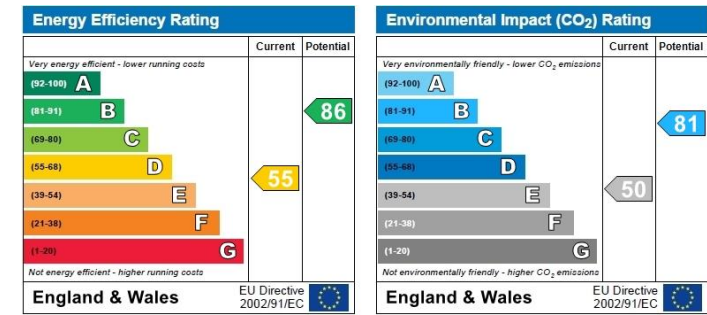 Energy Efficiency Rating
Current Potential
Very energy efficient - lower running costs
(92-100) A
(81-91) B
86
(69-80) C
(55-68) D
55
(39-54) E
(21-38) F
(1-20) G
Not energy efficient - higher running costs
England & Wales
EU Directive
2002/91/EC
Environmental Impact (CO₂) Rating
Current Potential
Very environmentally friendly - lower CO₂ emissions
(92-100) A
(81-91) B
81
(69-80) C
(55-68) D
(39-54) E
50
(21-38) F
(1-20) G
Not environmentally friendly - higher CO₂ emissions
England & Wales
EU Directive
2002/91/EC